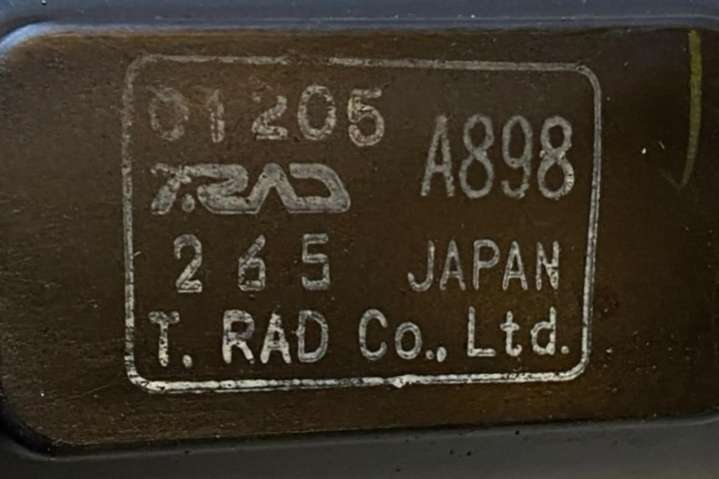 01205
A898
T.RAD
265 JAPAN
T. RAD Co., Ltd.